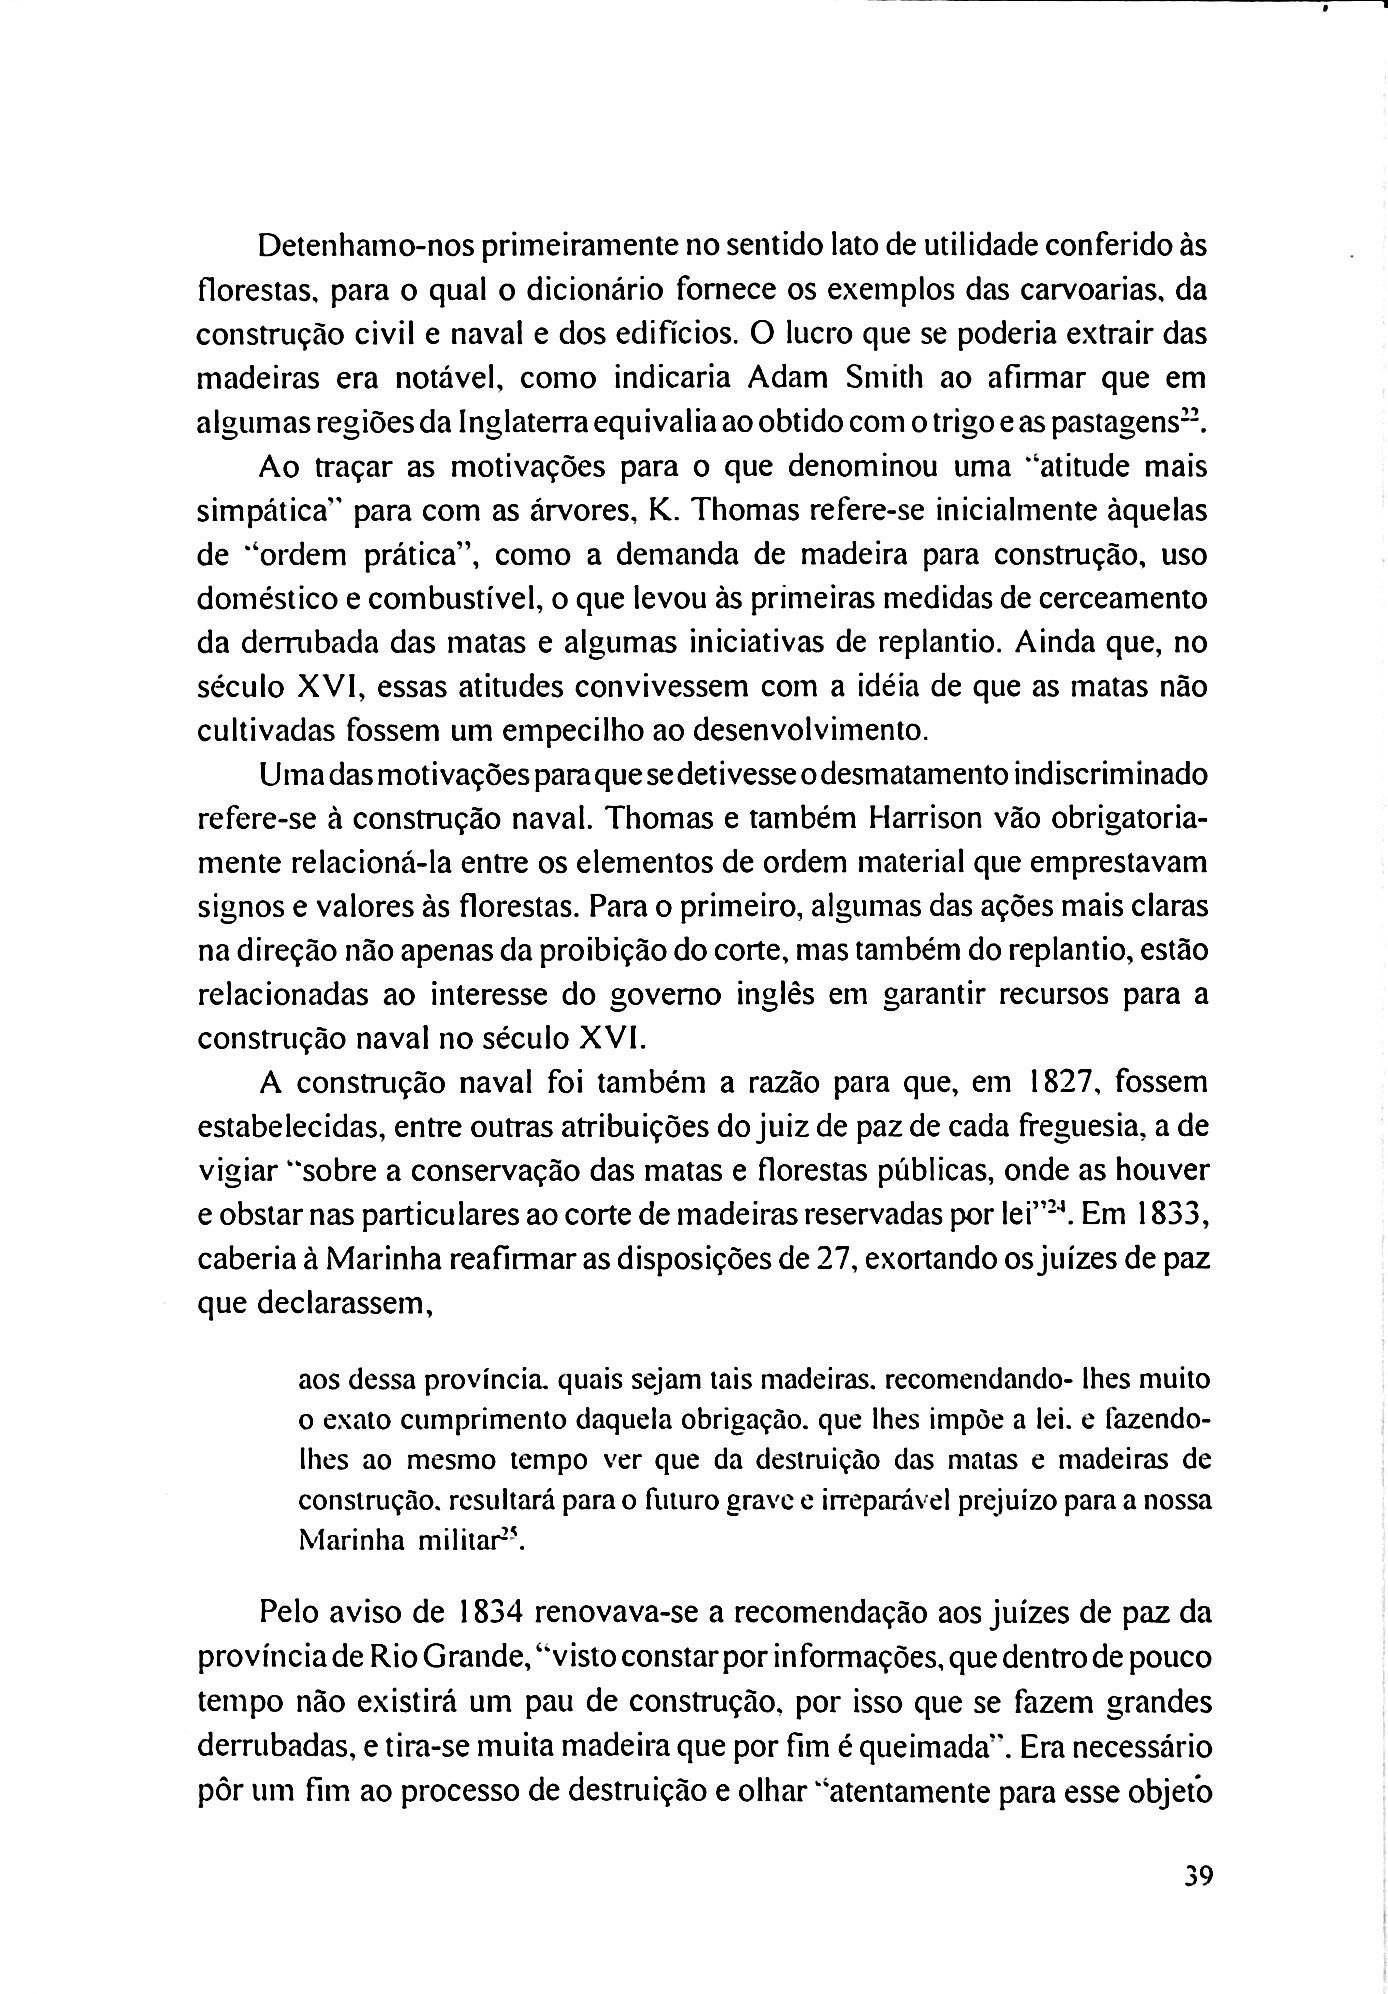 Detenhamo-nos primeiramente no sentido lato de utilidade conferido às
florestas, para o qual o dicionário fornece os exemplos das carvoarias, da
construção civil e naval e dos edifícios. O lucro que se poderia extrair das
madeiras era notável, como indicaria Adam Smith ao afirmar que em
algumas regiões da Inglaterra equivalia ao obtido com o trigo e as pastagens²².
Ao traçar as motivações para o que denominou uma “atitude mais
simpática” para com as árvores, K. Thomas refere-se inicialmente àquelas
de “ordem prática”, como a demanda de madeira para construção, uso
doméstico e combustível, o que levou às primeiras medidas de cerceamento
da derrubada das matas e algumas iniciativas de replantio. Ainda que, no
século XVI, essas atitudes convivessem com a idéia de que as matas não
cultivadas fossem um empecilho ao desenvolvimento.
Uma das motivações para que se detivesse o desmatamento indiscriminado
refere-se à construção naval. Thomas e também Harrison vão obrigatoria-
mente relacioná-la entre os elementos de ordem material que emprestavam
signos e valores às florestas. Para o primeiro, algumas das ações mais claras
na direção não apenas da proibição do corte, mas também do replantio, estão
relacionadas ao interesse do governo inglês em garantir recursos para a
construção naval no século XVI.
A construção naval foi também a razão para que, em 1827, fossem
estabelecidas, entre outras atribuições do juiz de paz de cada freguesia, a de
vigiar “sobre a conservação das matas e florestas públicas, onde as houver
e obstar nas particulares ao corte de madeiras reservadas por lei”²⁴. Em 1833,
caberia à Marinha reafirmar as disposições de 27, exortando os juízes de paz
que declarassem,
aos dessa província, quais sejam tais madeiras, recomendando- lhes muito
o exato cumprimento daquela obrigação, que lhes impõe a lei, e fazendo-
lhes ao mesmo tempo ver que da destruição das matas e madeiras de
construção, resultará para o futuro grave e irreparável prejuízo para a nossa
Marinha militar²⁵.
Pelo aviso de 1834 renovava-se a recomendação aos juízes de paz da
província de Rio Grande, “visto constar por informações, que dentro de pouco
tempo não existirá um pau de construção, por isso que se fazem grandes
derrubadas, e tira-se muita madeira que por fim é queimada”. Era necessário
pôr um fim ao processo de destruição e olhar “atentamente para esse objeto
39